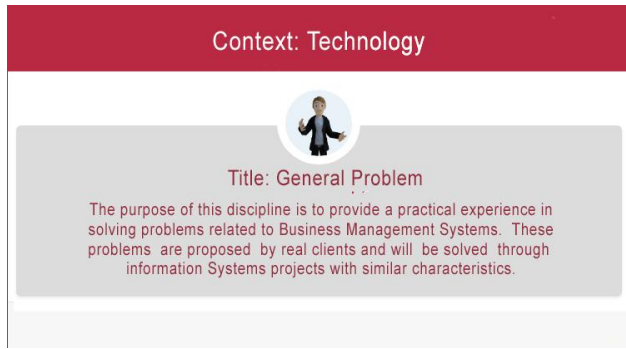 Context: Technology
Title: General Problem
The purpose of this discipline is to provide a practical experience in
solving problems related to Business Management Systems. These
problems are proposed by real clients and will be solved through
information Systems projects with similar characteristics.